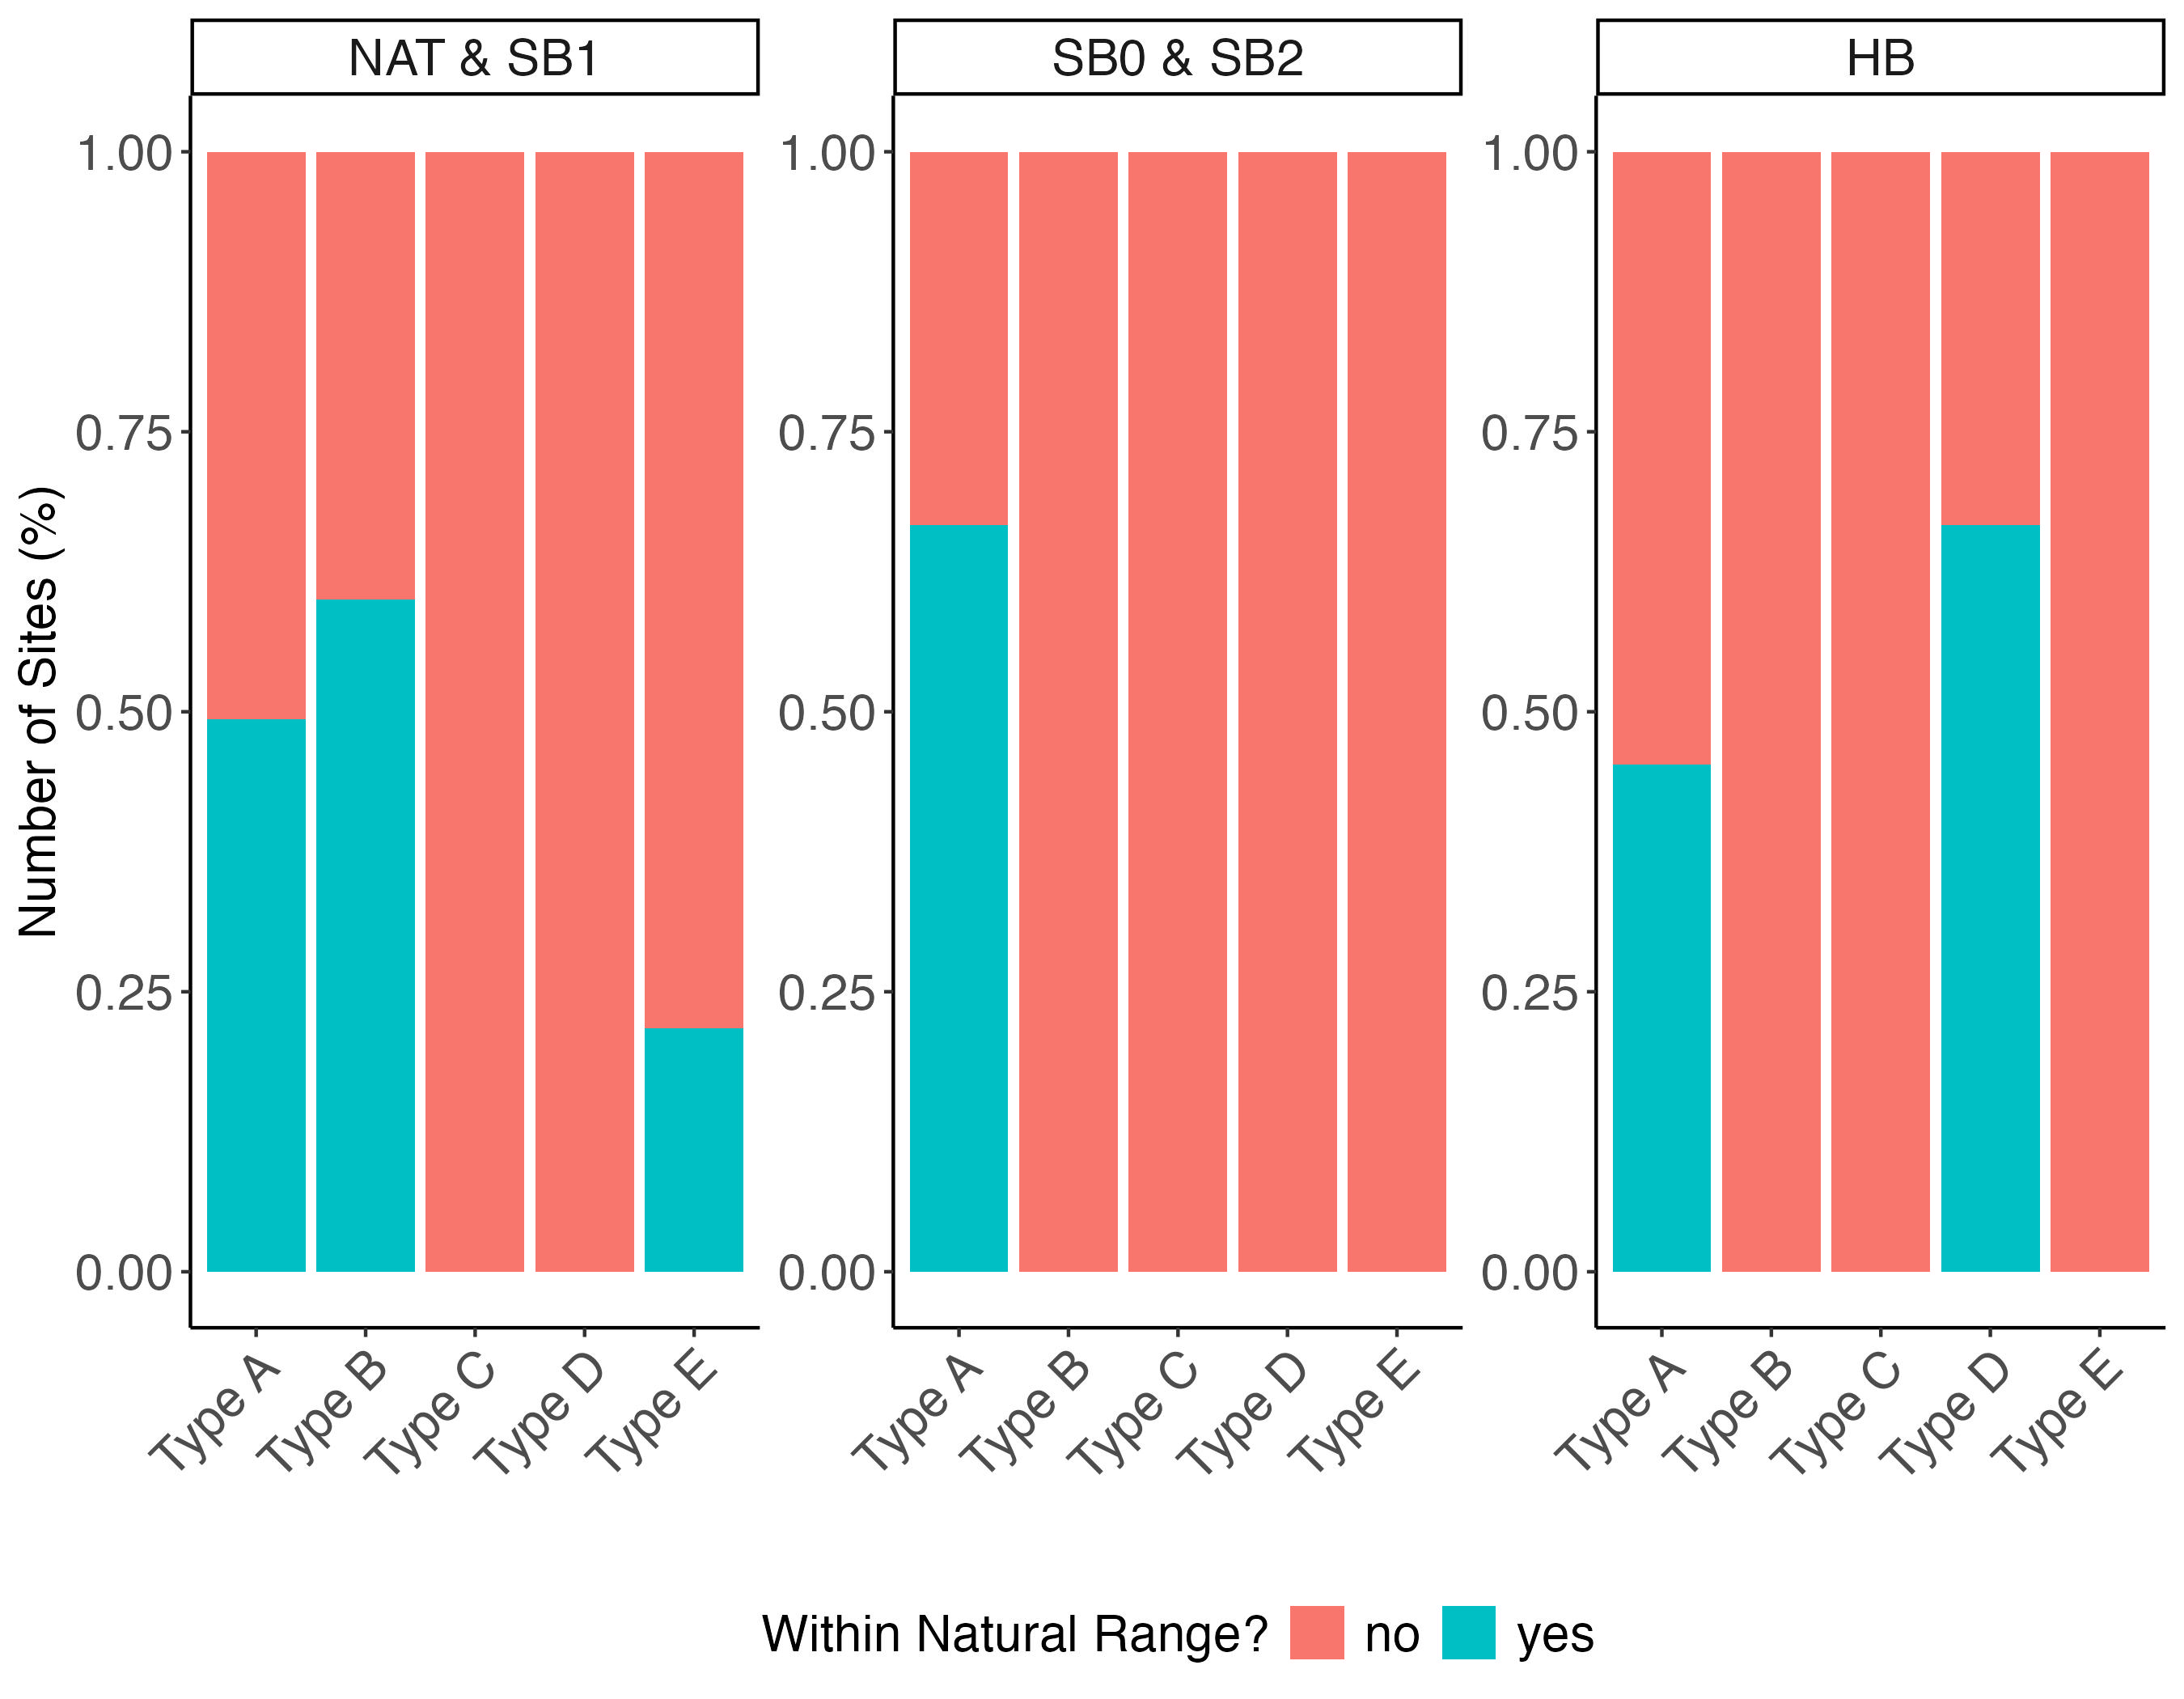 NAT & SB1
SB0 & SB2
HB
Number of Sites (%)
1.00
0.75
0.50
0.25
0.00
1.00
0.75
0.50
0.25
0.00
1.00
0.75
0.50
0.25
0.00
Type A
Type B
Type C
Type D
Type E
Type A
Type B
Type C
Type D
Type E
Type A
Type B
Type C
Type D
Type E
Within Natural Range? no yes